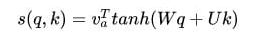 s(q, k) = v_a^T tanh(Wq + Uk)